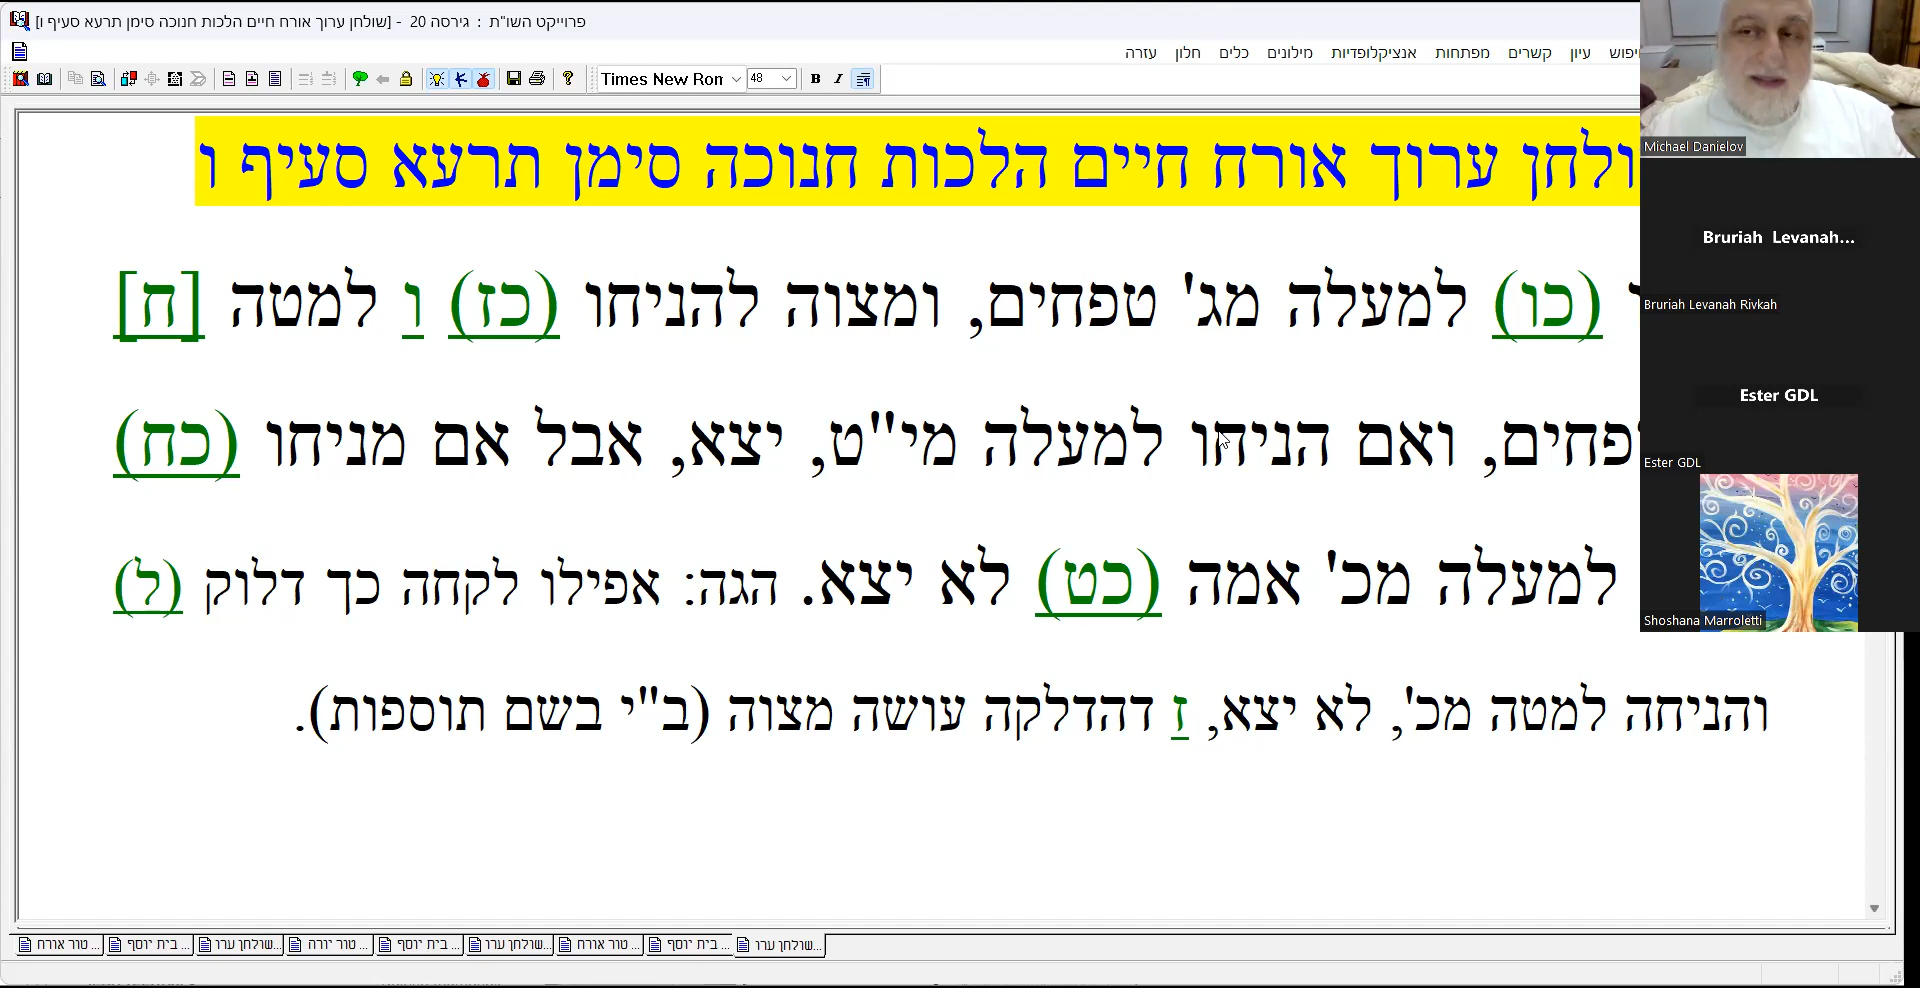 פרוייקט השו"ת : גירסה 20 - [שולחן ערוך אורח חיים הלכות חנוכה סימן תרעא סעיף ו]
עיון קשרים מפתחות אנציקלופדיות מילונים כלים חלון עזרה
Times New Ron 48 B I
ערוך אורח חיים הלכות חנוכה סימן תרעא סעיף ו
(כו) למעלה מג' טפחים, ומצוה להניחו (כז) ו למטה [ח]
ואם הניחו למעלה מי"ט, יצא, אבל אם מניחו (כח)
למעלה מכ' אמה (כט) לא יצא. הגה: אפילו לקחה כך דלוק (ל)
והניחה למטה מכ', לא יצא, ז דהדלקה עושה מצוה (ב"י בשם תוספות).
Michael Danielov
Bruriah Levanah...
Bruriah Levanah Rivkah
Ester GDL
Ester GDL
Shoshana Marroletti
שולחן ערו... בית יוסף ... טור אורח ... שולחן ערו... בית יוסף ... טור יורה ... שולחן ערו... בית יוסף ... טור אורח ...